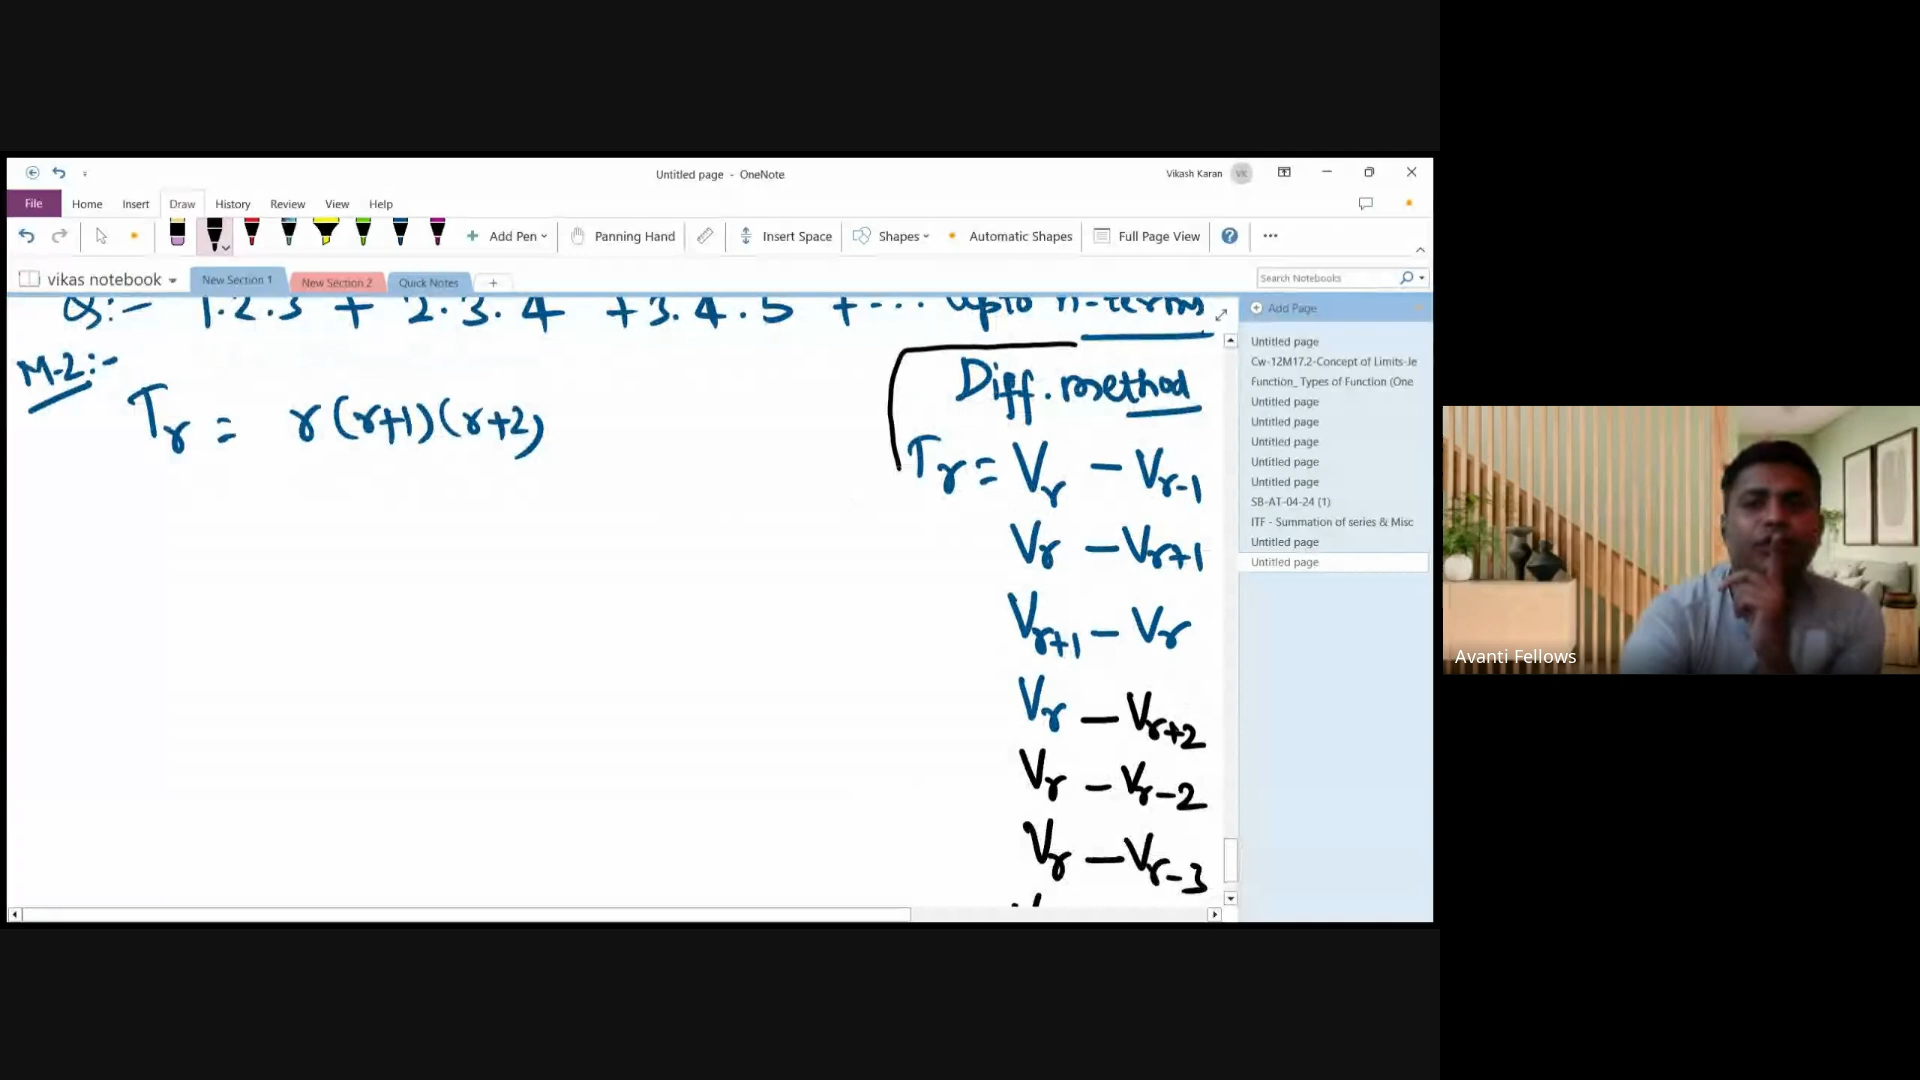 Untitled page - OneNote
Vikash Karan VK
File Home Insert Draw History Review View Help
Add Pen Panning Hand Insert Space Shapes Automatic Shapes Full Page View
vikas notebook New Section 1 New Section 2 Quick Notes +
Search Notebooks
Q:- 1.2.3 + 2.3.4 + 3.4.5 + ... upto n-terms
M-2:-
Tr = r(r+1)(r+2)
Diff. method
Tr = Vr - Vr-1
Vr - Vr+1
Vr+1 - Vr
Vr - Vr+2
Vr - Vr-2
Vr - Vr-3
Add Page
Untitled page
Cw-12M17.2-Concept of Limits-Je
Function_ Types of Function (One
Untitled page
Untitled page
Untitled page
Untitled page
Untitled page
SB-AT-04-24 (1)
ITF - Summation of series & Misc
Untitled page
Untitled page
Avanti Fellows